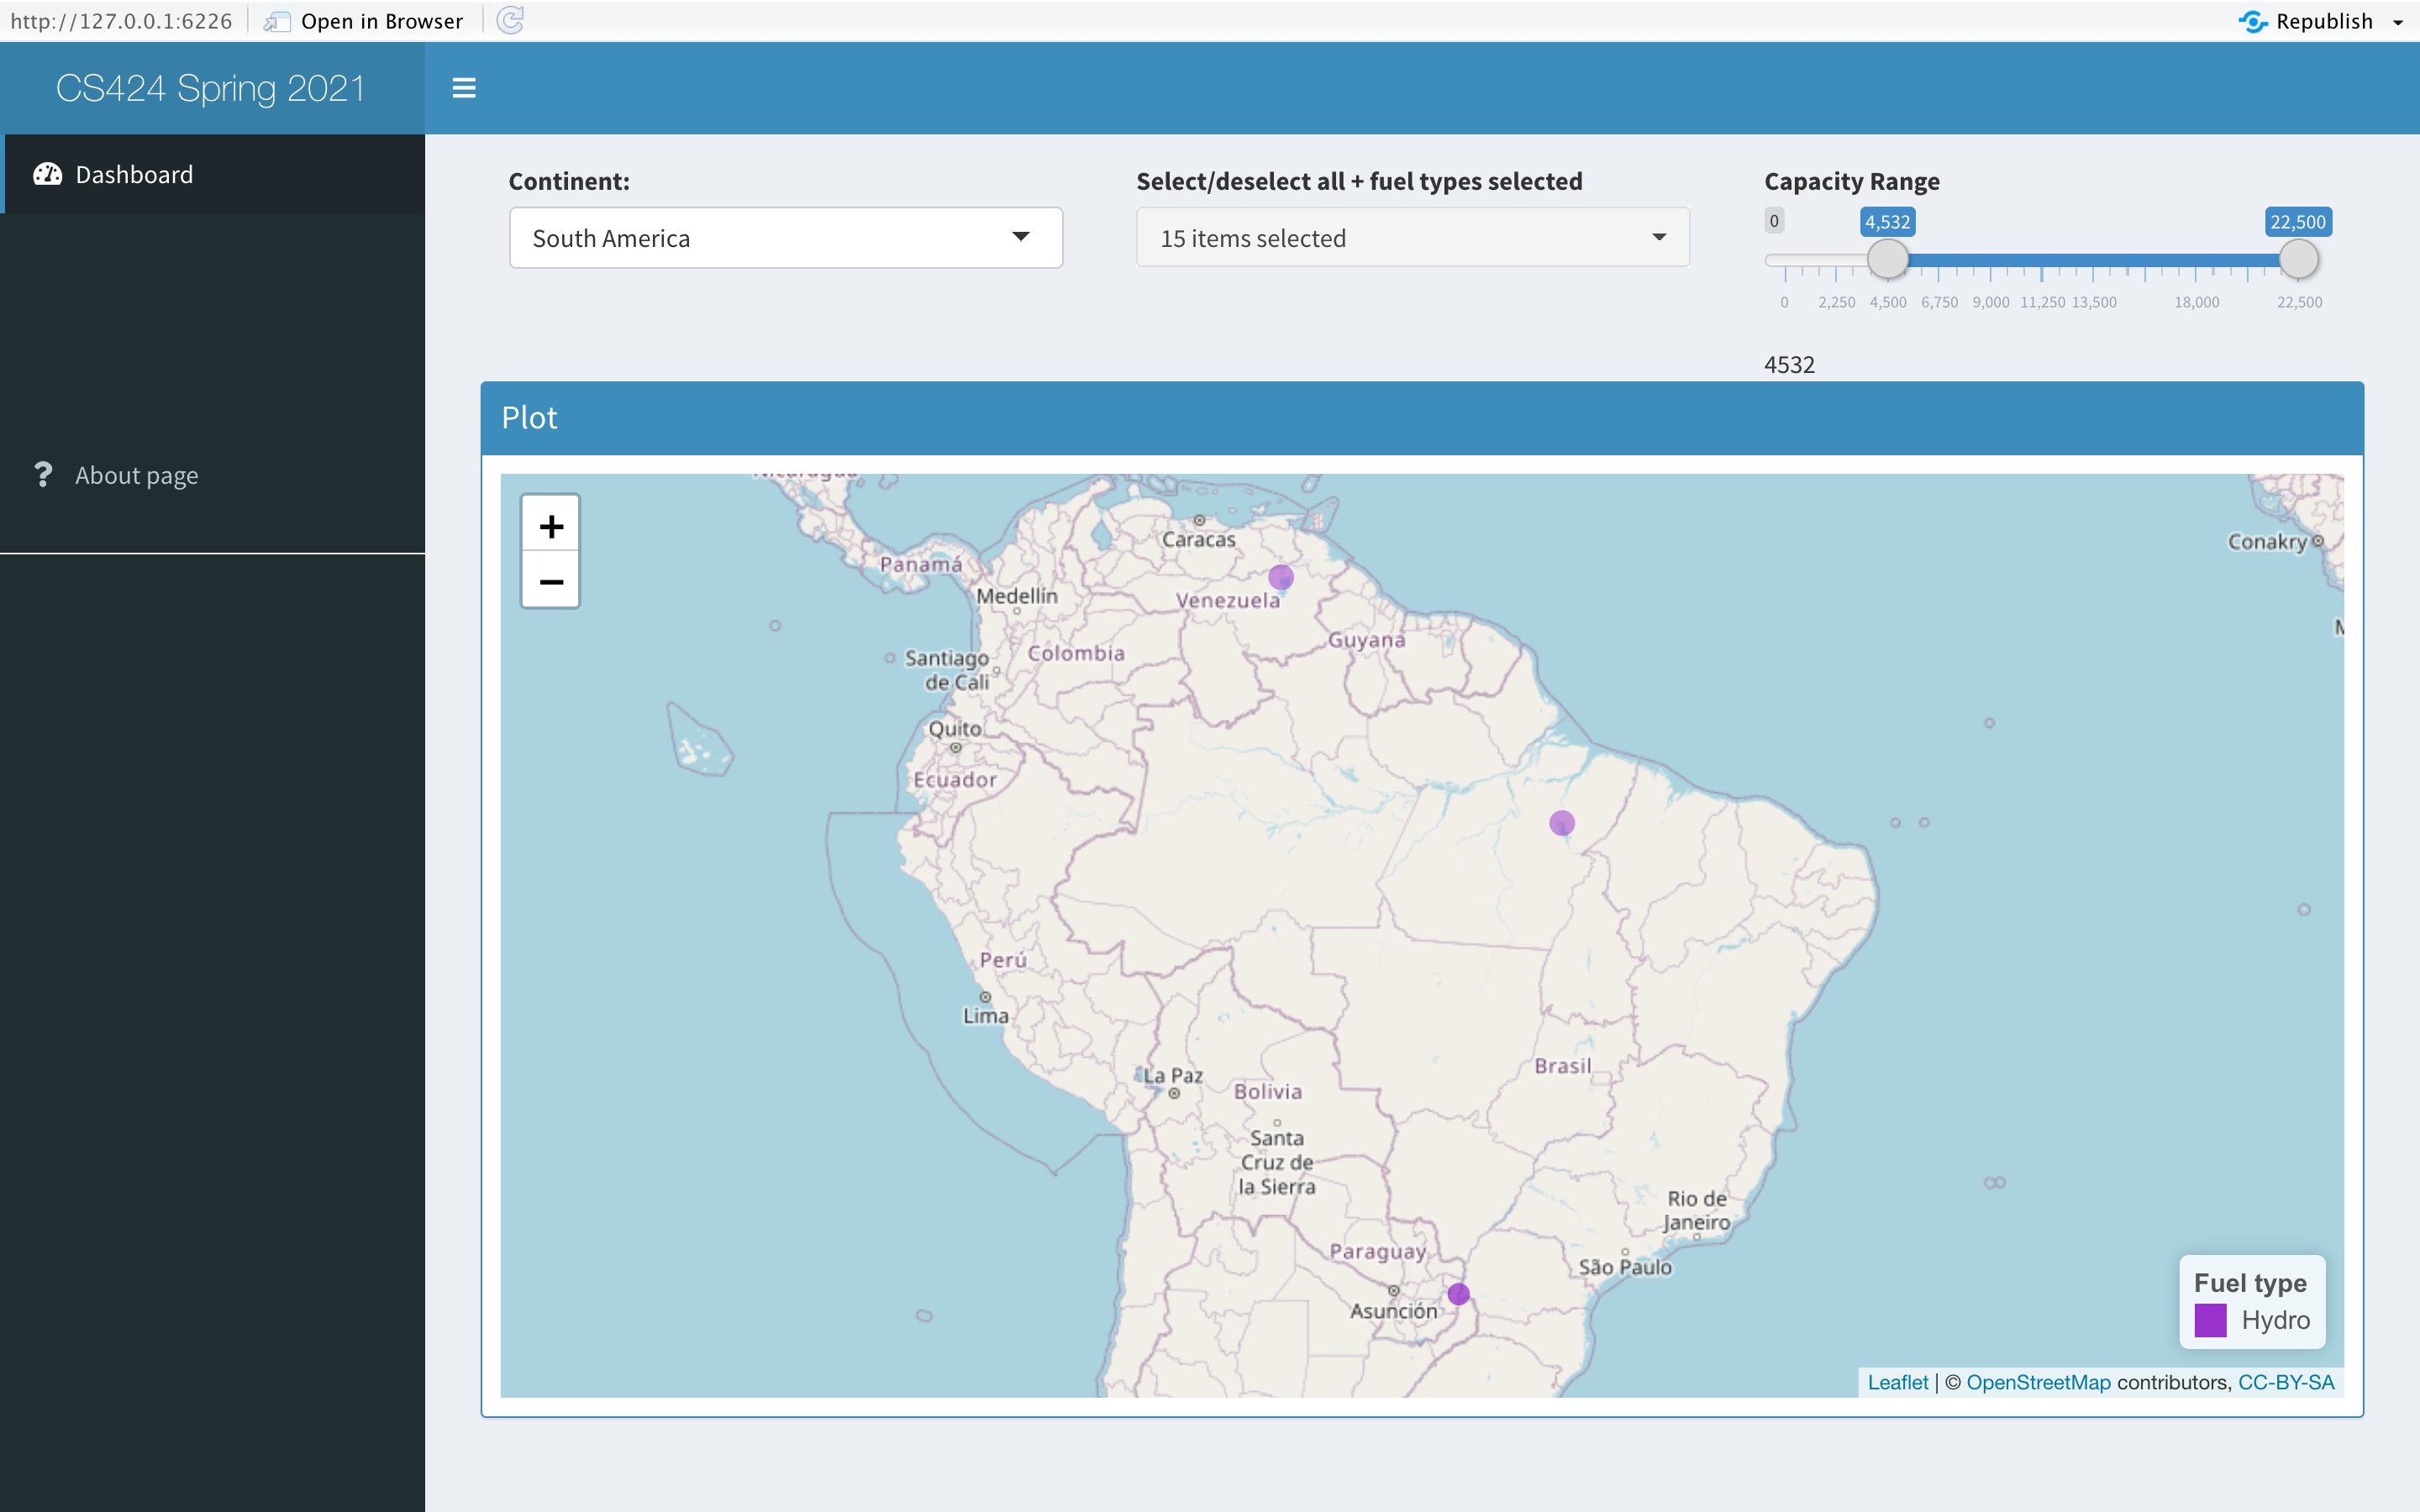 http://127.0.0.1:6226 Open in Browser Republish
CS424 Spring 2021
Dashboard
About page
Continent:
South America
Select/deselect all + fuel types selected
15 items selected
Capacity Range
0 4,532 22,500
0 2,250 4,500 6,750 9,000 11,250 13,500 18,000 22,500
4532
Plot
+
−
Nicaragua
Caracas
Conakry
Panamá
Medellín
Venezuela
Guyana
Colombia
Santiago
de Cali
Quito
Ecuador
Perú
Lima
La Paz
Bolivia
Brasil
Santa
Cruz de
la Sierra
Rio de
Janeiro
Paraguay
São Paulo
Asunción
Fuel type
Hydro
Leaflet | © OpenStreetMap contributors, CC-BY-SA